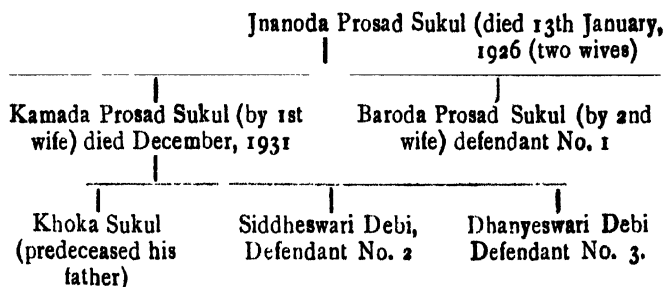 Jnanoda Prosad Sukul (died 13th January,
1926 (two wives)
Kamada Prosad Sukul (by 1st
wife) died December, 1931
Baroda Prosad Sukul (by 2nd
wife) defendant No. 1
Khoka Sukul
(predeceased his
father)
Siddheswari Debi,
Defendant No. 2
Dhanyeswari Debi
Defendant No. 3.